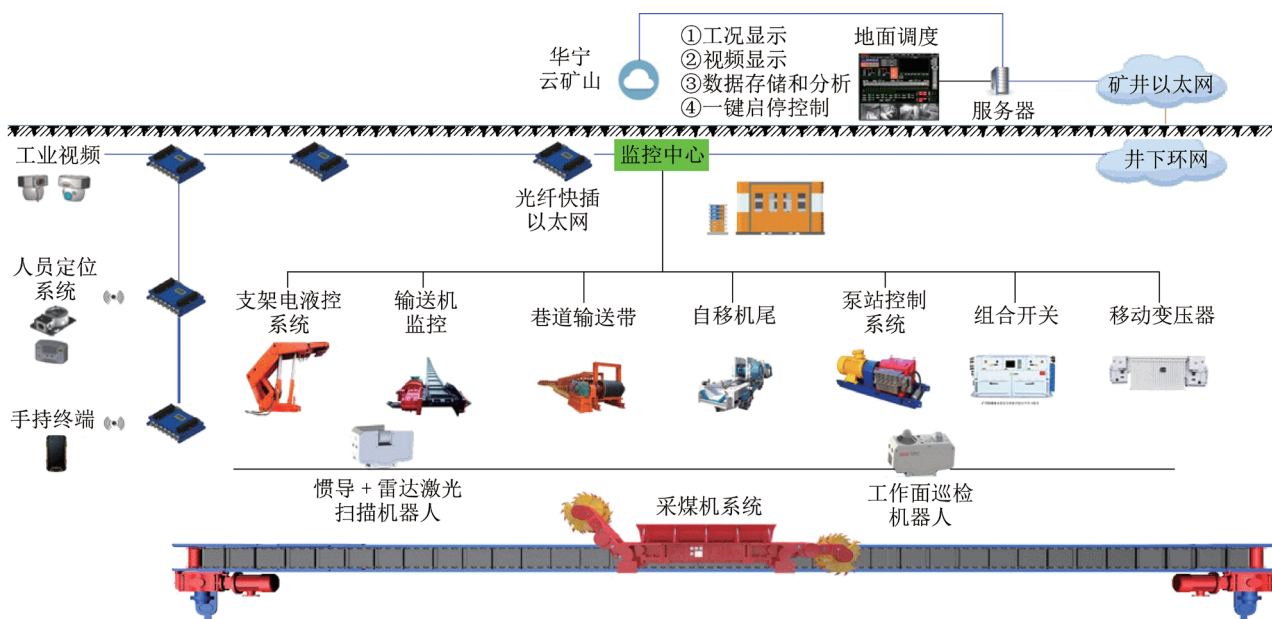 华宁
云矿山
①工况显示
②视频显示
③数据存储和分析
④一键启停控制
地面调度
服务器
矿井以太网
工业视频
光纤快插
以太网
监控中心
井下环网
人员定位
系统
支架电液控
系统
输送机
监控
巷道输送带
自移机尾
泵站控制
系统
组合开关
移动变压器
手持终端
惯导+雷达激光
扫描机器人
采煤机系统
工作面巡检
机器人